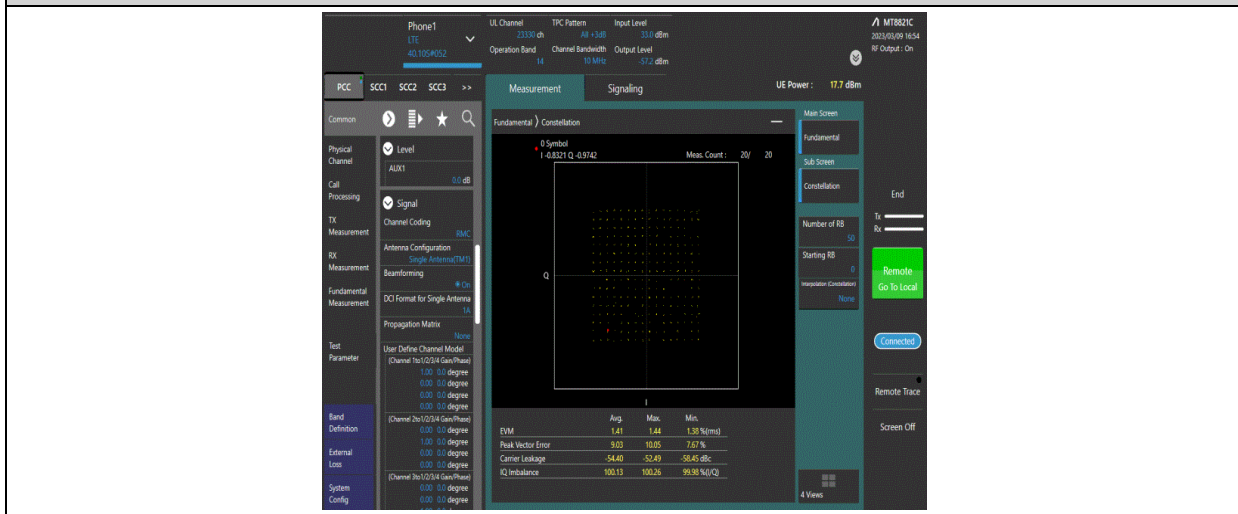 Phone1
LTE
40.10S#052
UL Channel TPC Pattern Input Level
23330 ch All +3dB 33.0 dBm
Operation Band Channel Bandwidth Output Level
14 10 MHz -57.2 dBm
MT8821C
2023/03/09 16:54
RF Output : On
PCC SCC1 SCC2 SCC3 >>
Measurement Signaling UE Power : 17.7 dBm
Common
Physical Channel
Call Processing
TX Measurement
RX Measurement
Fundamental Measurement
Test Parameter
Band Definition
External Loss
System Config
Level
AUX1
0.0 dB
Signal
Channel Coding
RMC
Antenna Configuration
Single Antenna(TM1)
Beamforming
On
DCI Format for Single Antenna
1A
Propagation Matrix
None
User Define Channel Model
(Channel 1to1/2/3/4 Gain/Phase)
1.00 0.0 degree
0.00 0.0 degree
0.00 0.0 degree
0.00 0.0 degree
(Channel 2to1/2/3/4 Gain/Phase)
0.00 0.0 degree
1.00 0.0 degree
0.00 0.0 degree
0.00 0.0 degree
(Channel 3to1/2/3/4 Gain/Phase)
0.00 0.0 degree
0.00 0.0 degree
Fundamental ⟩ Constellation
0 Symbol
I -0.8321 Q -0.9742 Meas. Count : 20/ 20
Q
I
Avg. Max. Min.
EVM 1.41 1.44 1.38 %(rms)
Peak Vector Error 9.03 10.05 7.67 %
Carrier Leakage -54.40 -52.49 -58.45 dBc
IQ Imbalance 100.13 100.26 99.98 %(I/Q)
Main Screen
Fundamental
Sub Screen
Constellation
Number of RB
50
Starting RB
0
Interpolation (Constellation)
None
4 Views
End
Tx
Rx
Remote
Go To Local
Connected
Remote Trace
Screen Off